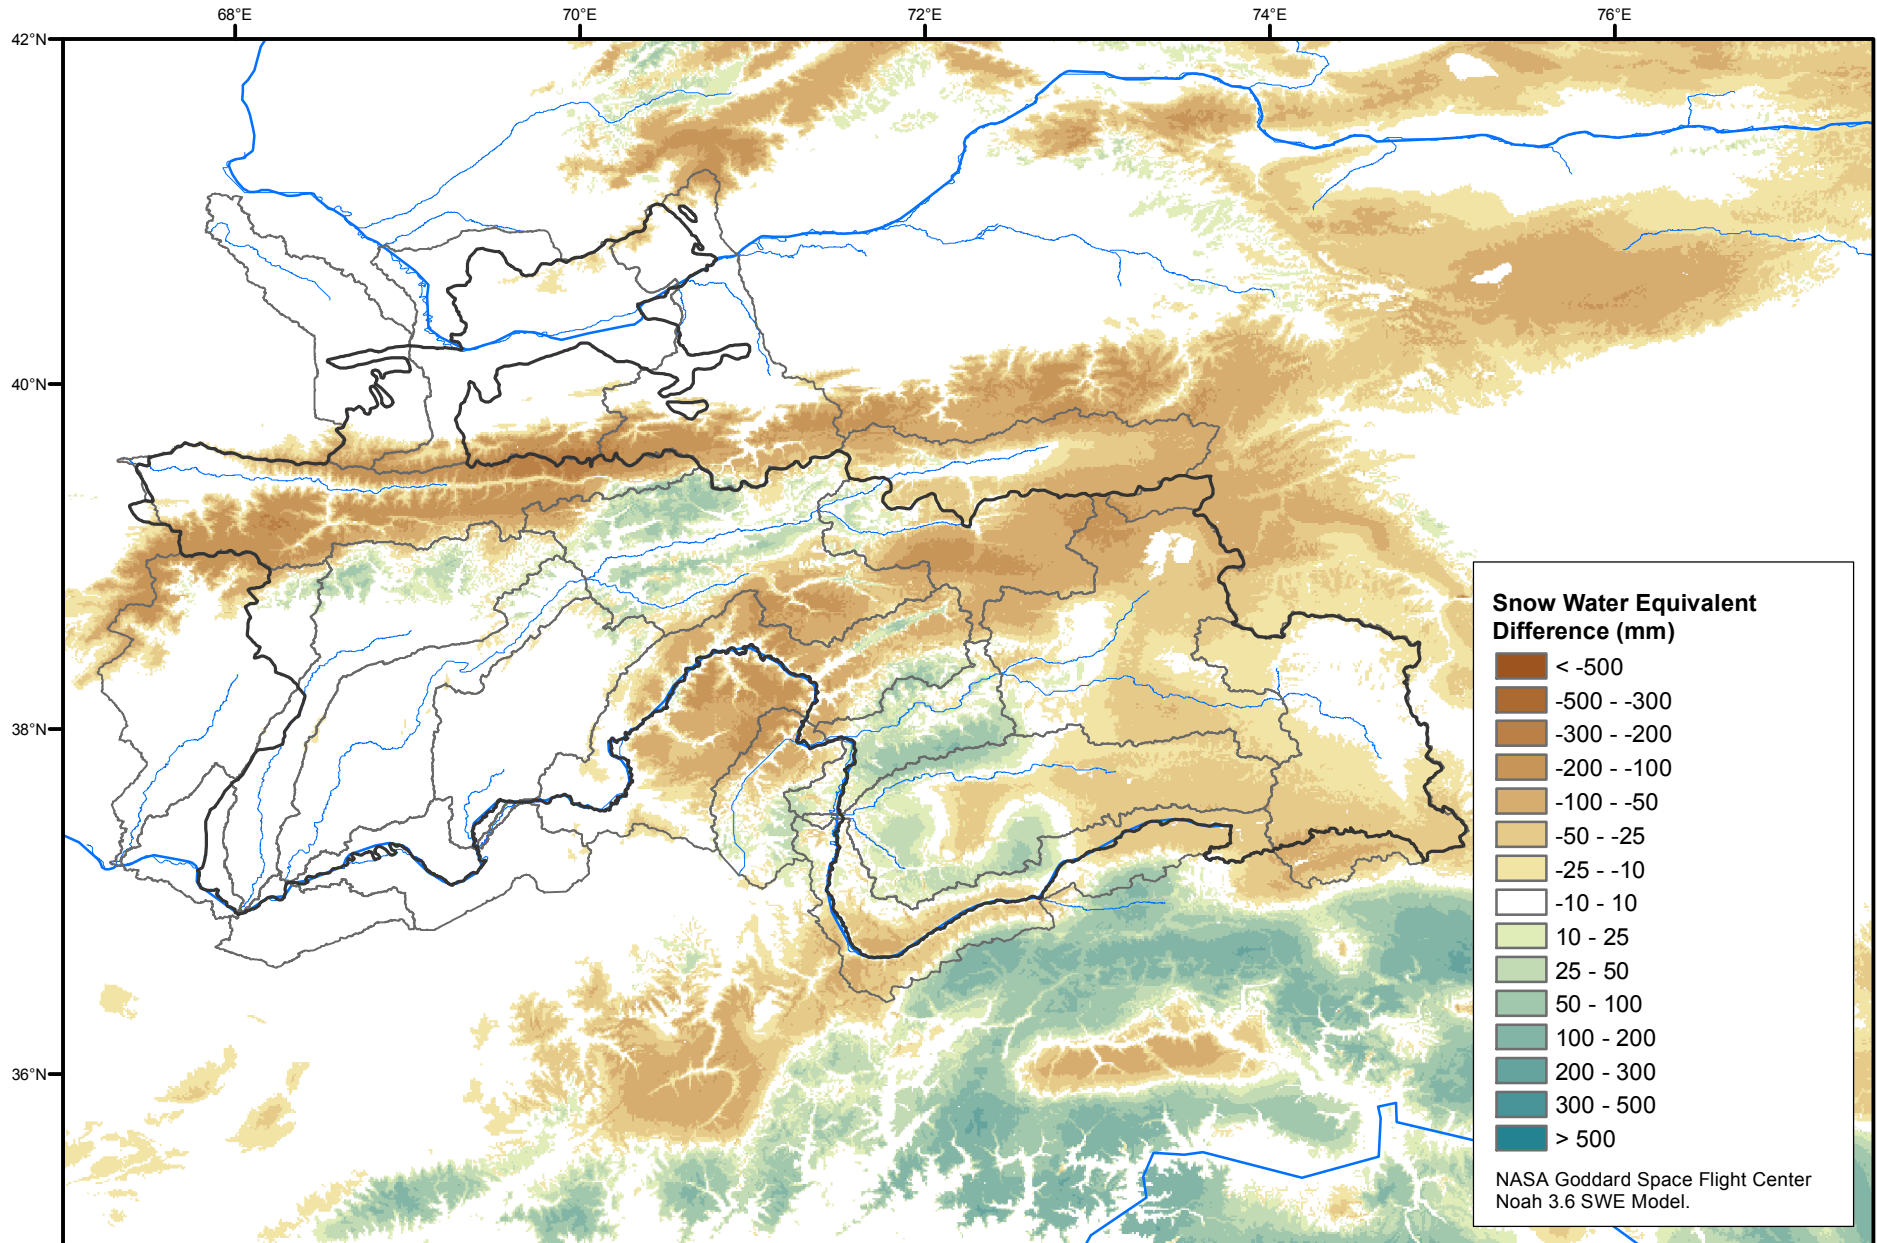 68°E
70°E
72°E
74°E
76°E
42°N
40°N
38°N
36°N
Snow Water Equivalent
Difference (mm)
< -500
-500 - -300
-300 - -200
-200 - -100
-100 - -50
-50 - -25
-25 - -10
-10 - 10
10 - 25
25 - 50
50 - 100
100 - 200
200 - 300
300 - 500
> 500
NASA Goddard Space Flight Center
Noah 3.6 SWE Model.